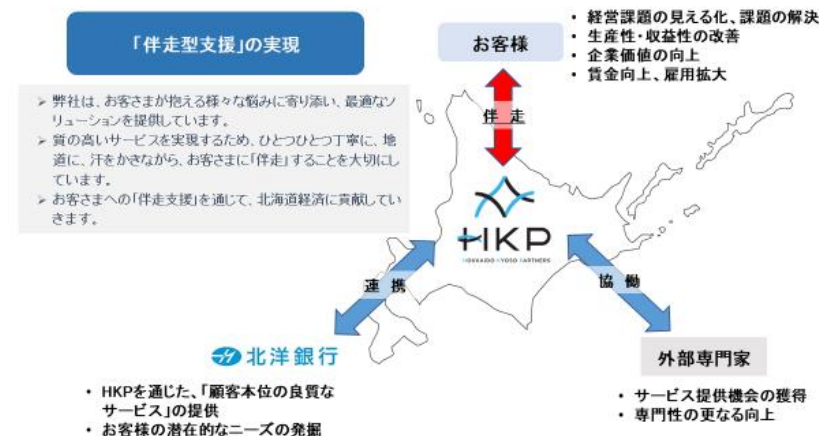 「伴走型支援」の実現
➢ 弊社は、お客さまが抱える様々な悩みに寄り添い、最適なソ
リューションを提供しています。
➢ 質の高いサービスを実現するため、ひとつひとつ丁寧に、地
道に、汗をかきながら、お客さまに「伴走」することを大切にし
ています。
➢ お客さまへの「伴走支援」を通じて、北海道経済に貢献してい
きます。
お客様
• 経営課題の見える化、課題の解決
• 生産性・収益性の改善
• 企業価値の向上
• 賃金向上、雇用拡大
伴 走
HKP
HOKKAIDO KYOSO PARTNERS
連 携
協 働
北洋銀行
• HKPを通じた、「顧客本位の良質な
サービス」の提供
• お客様の潜在的なニーズの発掘
外部専門家
• サービス提供機会の獲得
• 専門性の更なる向上